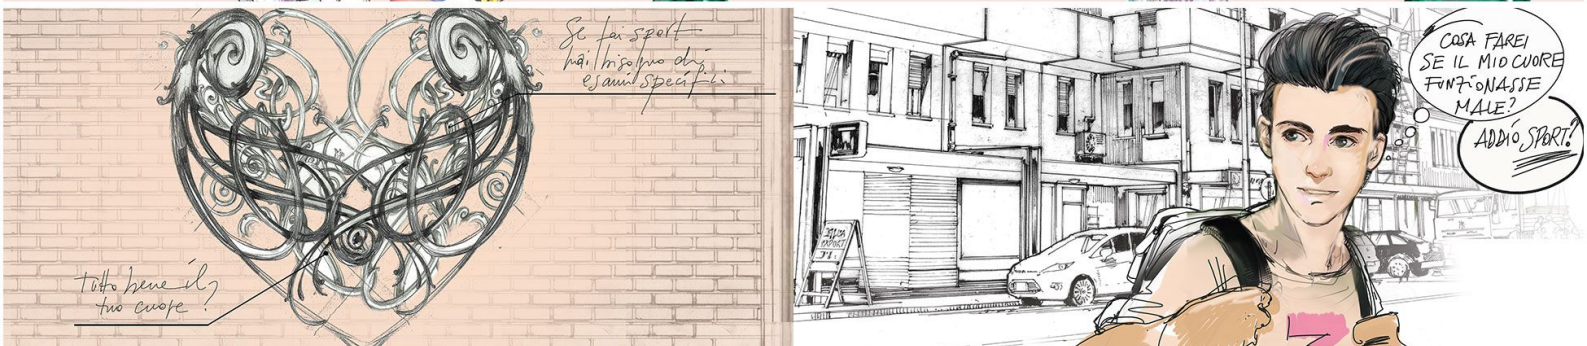 Se fai sport
hai bisogno di
esami specifici
Tutto bene il
tuo cuore?
COSA FAREI
SE IL MIO CUORE
FUNZIONASSE
MALE?
ADDIO SPORT?